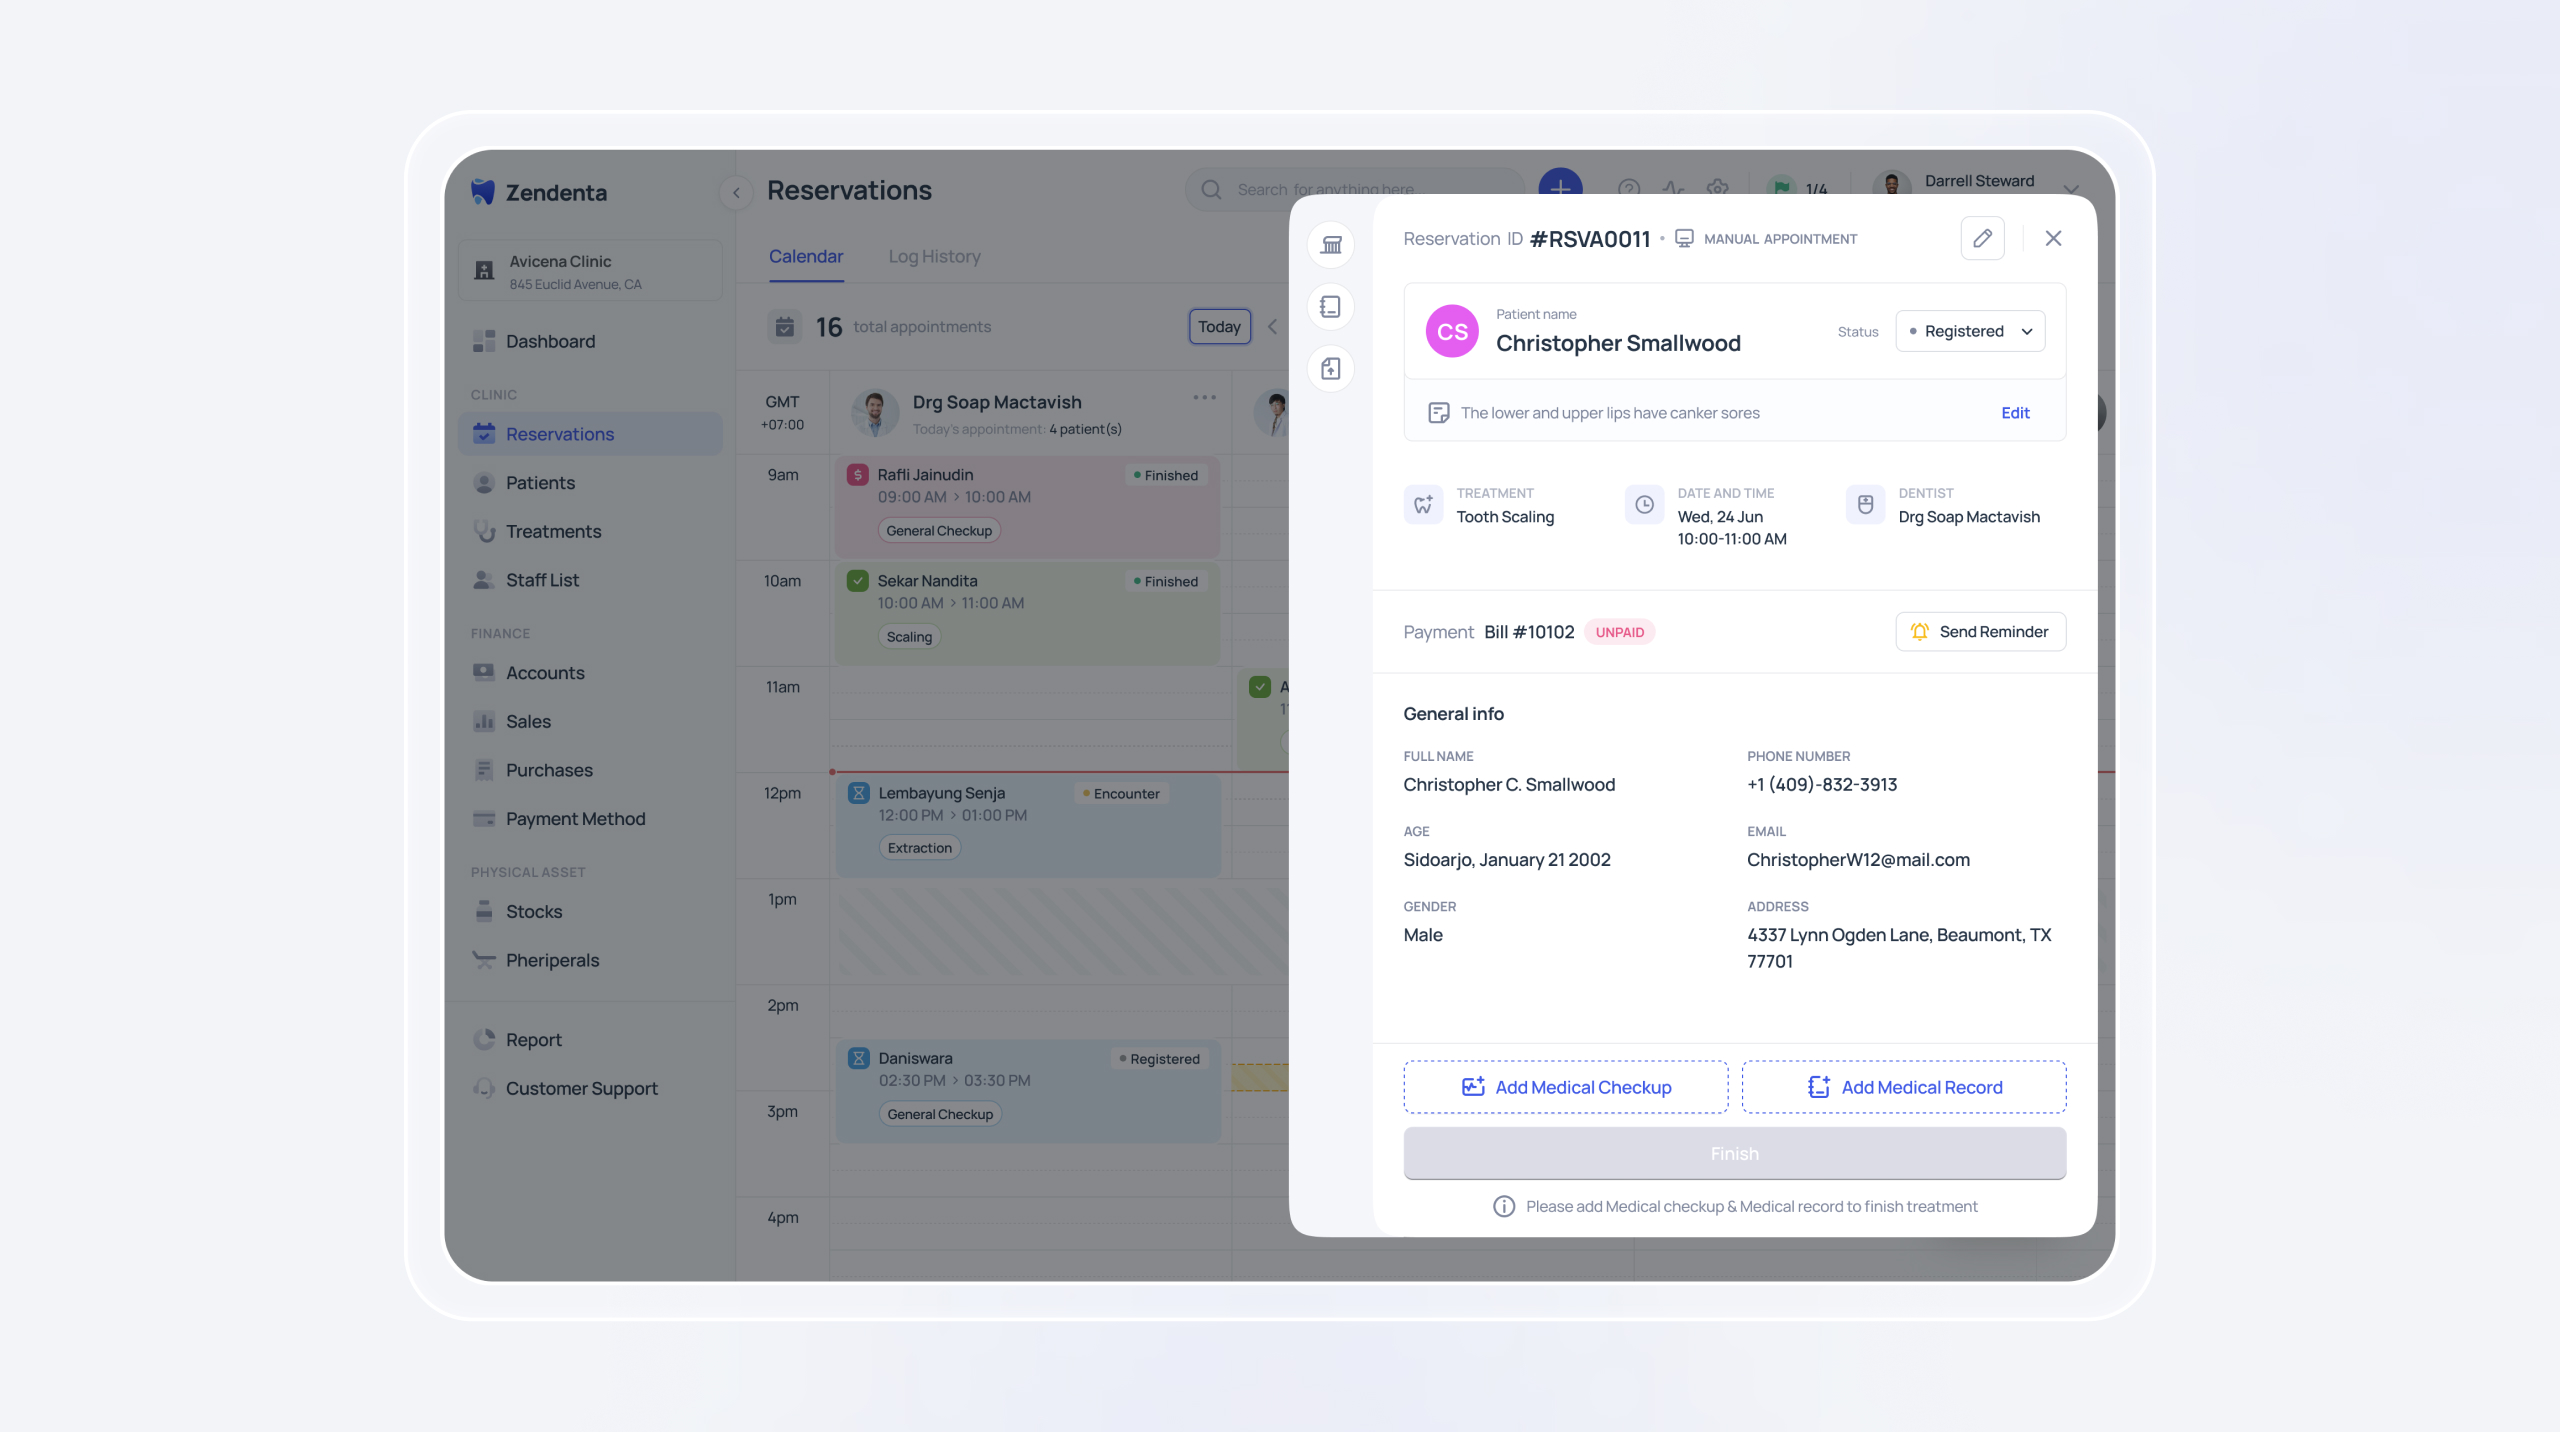 Zendenta
Avicena Clinic
845 Euclid Avenue, CA
Dashboard
CLINIC
Reservations
Patients
Treatments
Staff List
FINANCE
Accounts
Sales
Purchases
Payment Method
PHYSICAL ASSET
Stocks
Pheriperals
Report
Customer Support
Reservations
Search for anything here
1/4
Darrell Steward
Calendar
Log History
16 total appointments
Today
GMT
+07:00
Drg Soap Mactavish
Today's appointment: 4 patient(s)
9am
Rafli Jainudin
Finished
09:00 AM > 10:00 AM
General Checkup
10am
Sekar Nandita
Finished
10:00 AM > 11:00 AM
Scaling
11am
12pm
Lembayung Senja
Encounter
12:00 PM > 01:00 PM
Extraction
1pm
2pm
Daniswara
Registered
02:30 PM > 03:30 PM
General Checkup
3pm
4pm
Reservation ID #RSVA0011 • MANUAL APPOINTMENT
CS
Patient name
Christopher Smallwood
Status
Registered
The lower and upper lips have canker sores
Edit
TREATMENT
Tooth Scaling
DATE AND TIME
Wed, 24 Jun
10:00-11:00 AM
DENTIST
Drg Soap Mactavish
Payment Bill #10102 UNPAID
Send Reminder
General info
FULL NAME
Christopher C. Smallwood
PHONE NUMBER
+1 (409)-832-3913
AGE
Sidoarjo, January 21 2002
EMAIL
ChristopherW12@mail.com
GENDER
Male
ADDRESS
4337 Lynn Ogden Lane, Beaumont, TX
77701
Add Medical Checkup
Add Medical Record
Finish
Please add Medical checkup & Medical record to finish treatment